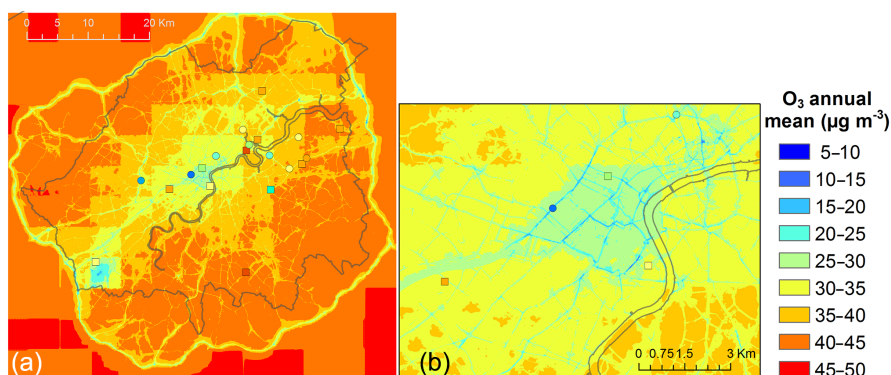 0 5 10 20 Km
(a)
(b)
0 0.75 1.5 3 Km
O₃ annual
mean (µg m⁻³)
5–10
10–15
15–20
20–25
25–30
30–35
35–40
40–45
45–50